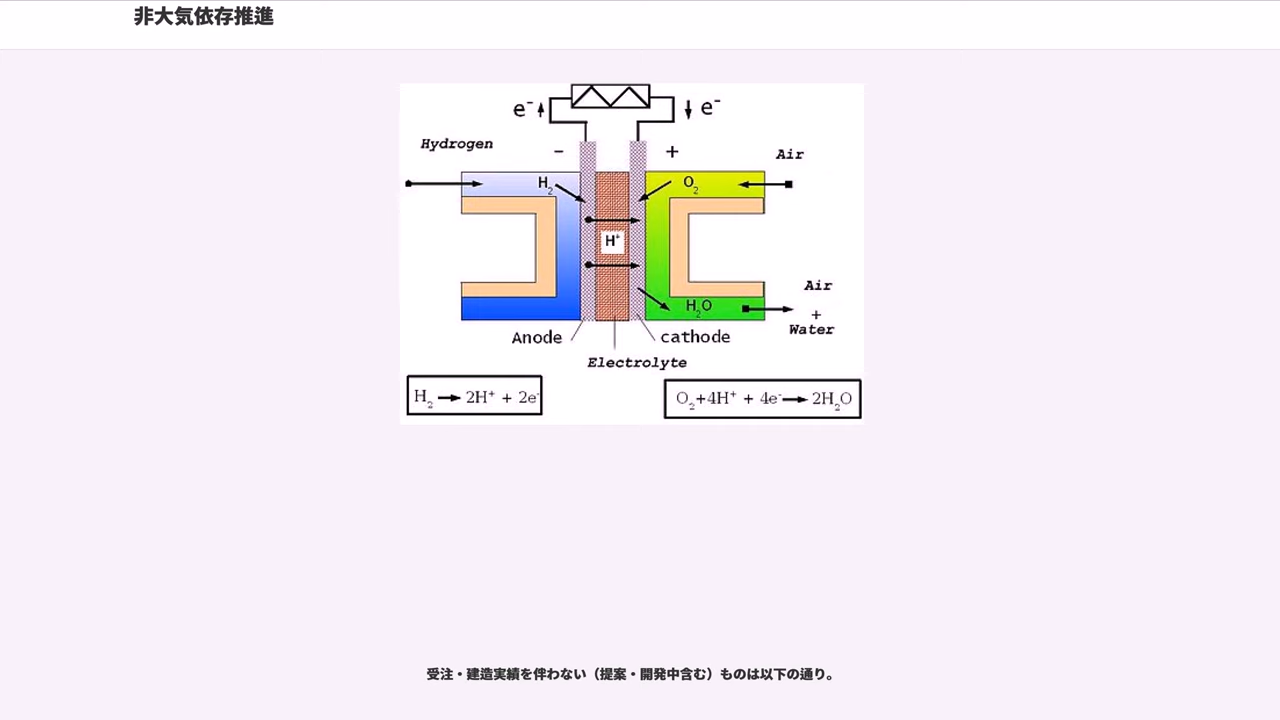 非大気依存推進
e⁻
e⁻
Hydrogen
−
+
Air
H₂
O₂
H⁺
H₂O
Air
+
Water
Anode
cathode
Electrolyte
H₂ → 2H⁺ + 2e⁻
O₂+4H⁺ + 4e⁻→ 2H₂O
受注・建造実績を伴わない（提案・開発中含む）ものは以下の通り。